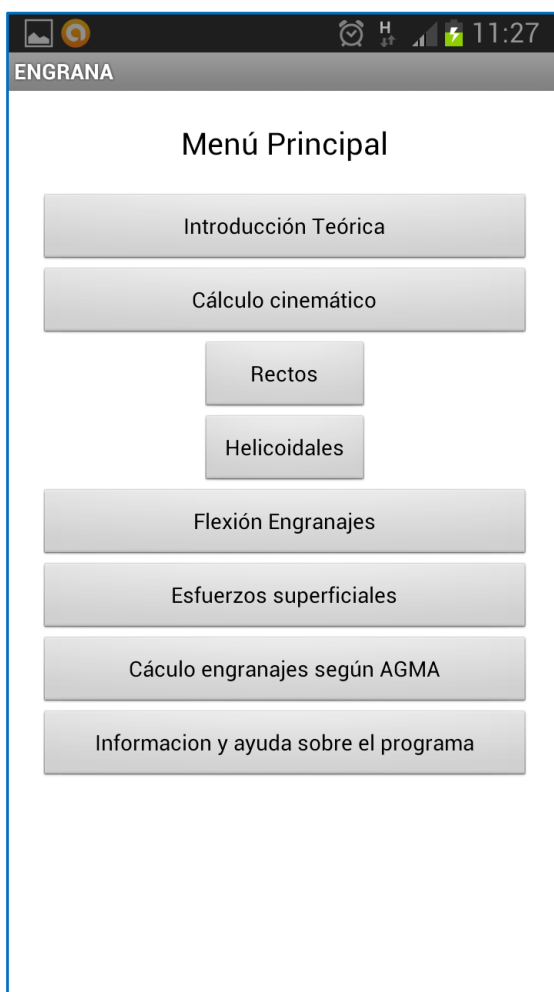 H 11:27
ENGRANA
Menú Principal
Introducción Teórica
Cálculo cinemático
Rectos
Helicoidales
Flexión Engranajes
Esfuerzos superficiales
Cáculo engranajes según AGMA
Informacion y ayuda sobre el programa